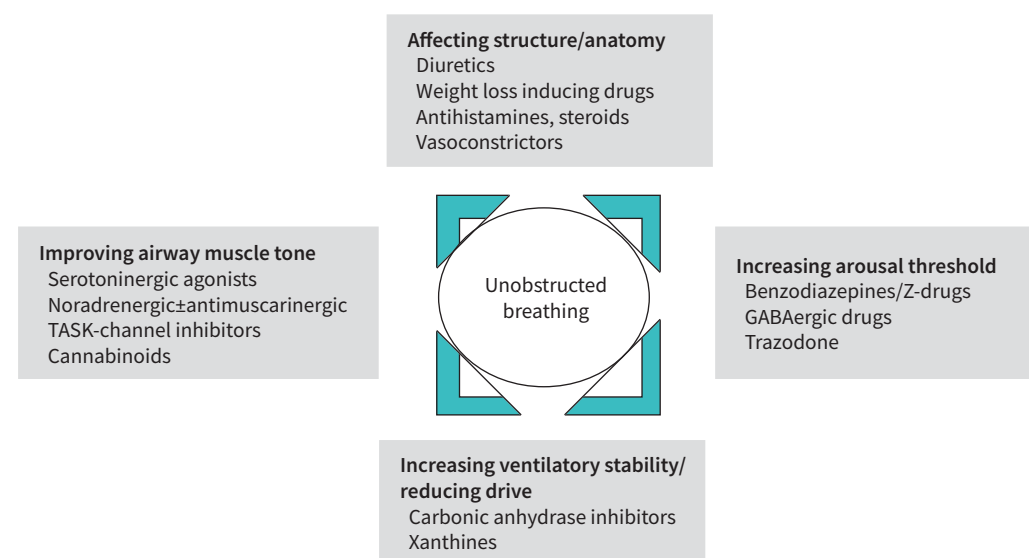 Affecting structure/anatomy
Diuretics
Weight loss inducing drugs
Antihistamines, steroids
Vasoconstrictors
Improving airway muscle tone
Serotoninergic agonists
Noradrenergic±antimuscarinergic
TASK-channel inhibitors
Cannabinoids
Unobstructed
breathing
Increasing arousal threshold
Benzodiazepines/Z-drugs
GABAergic drugs
Trazodone
Increasing ventilatory stability/
reducing drive
Carbonic anhydrase inhibitors
Xanthines